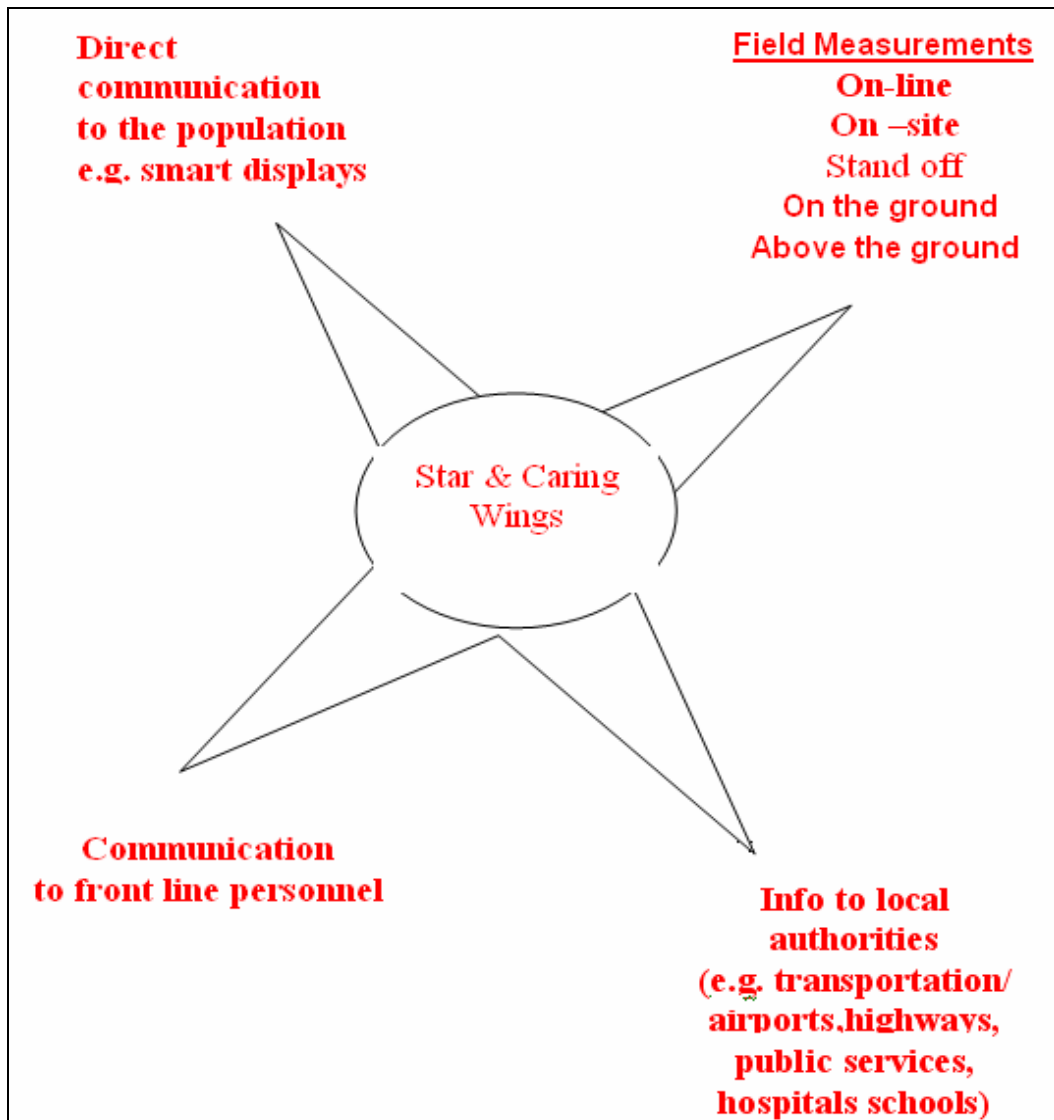 Direct
communication
to the population
e.g. smart displays
Field Measurements
On-line
On –site
Stand off
On the ground
Above the ground
Star & Caring
Wings
Communication
to front line personnel
Info to local
authorities
(e.g. transportation/
airports,highways,
public services,
hospitals schools)